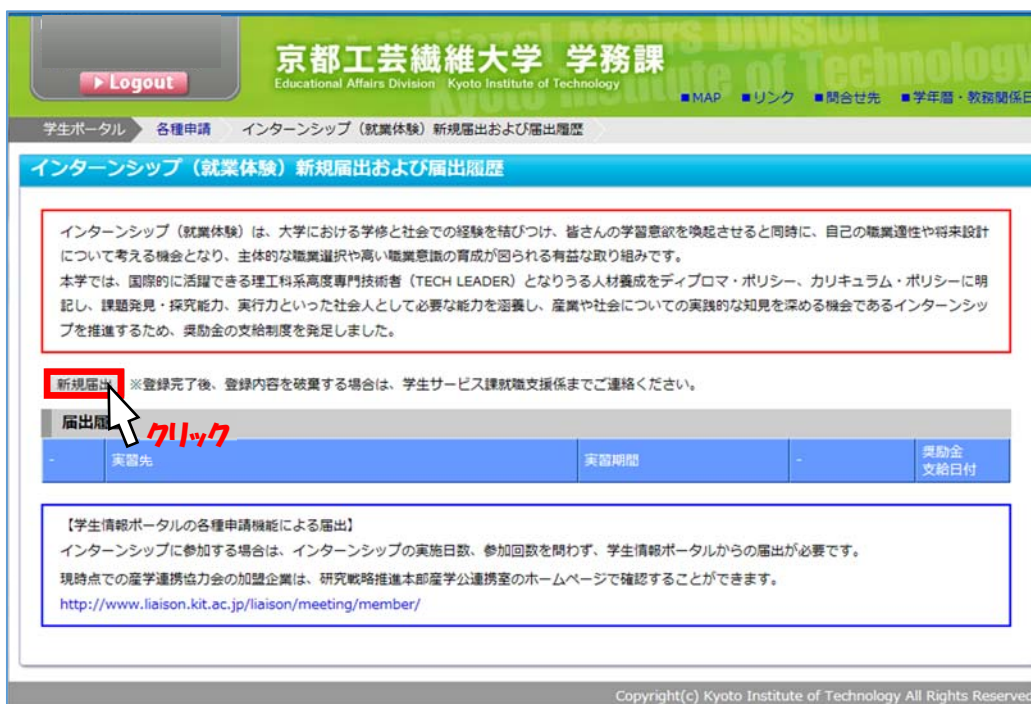 Logout
京都工芸繊維大学 学務課
Educational Affairs Division Kyoto Institute of Technology
■MAP ■リンク ■問合せ先 ■学年暦・教務関係日
学生ポータル 各種申請 インターンシップ（就業体験）新規届出および届出履歴
インターンシップ（就業体験）新規届出および届出履歴
インターンシップ（就業体験）は、大学における学修と社会での経験を結びつけ、皆さんの学習意欲を喚起させると同時に、自己の職業適性や将来設計
について考える機会となり、主体的な職業選択や高い職業意識の育成が図られる有益な取り組みです。
本学では、国際的に活躍できる理工科系高度専門技術者（TECH LEADER）となりうる人材養成をディプロマ・ポリシー、カリキュラム・ポリシーに明
記し、課題発見・探究能力、実行力といった社会人として必要な能力を涵養し、産業や社会についての実践的な知見を深める機会であるインターンシッ
プを推進するため、奨励金の支給制度を発足しました。
新規届出 ※登録完了後、登録内容を破棄する場合は、学生サービス課就職支援係までご連絡ください。
届出履
クリック
- 実習先 実習期間 - 奨励金
支給日付
【学生情報ポータルの各種申請機能による届出】
インターンシップに参加する場合は、インターンシップの実施日数、参加回数を問わず、学生情報ポータルからの届出が必要です。
現時点での産学連携協力会の加盟企業は、研究戦略推進本部産学公連携室のホームページで確認することができます。
http://www.liaison.kit.ac.jp/liaison/meeting/member/
Copyright(c) Kyoto Institute of Technology All Rights Reserved